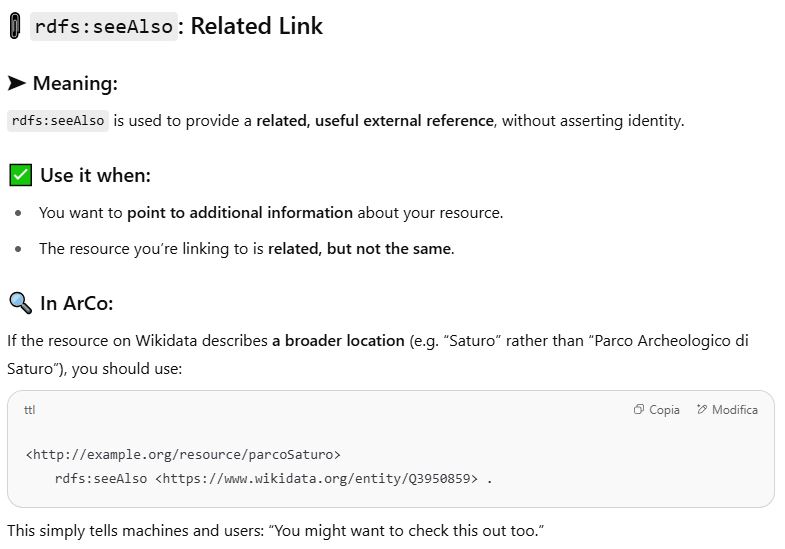 rdfs:seeAlso: Related Link
➤ Meaning:
rdfs:seeAlso is used to provide a related, useful external reference, without asserting identity.
✅ Use it when:
• You want to point to additional information about your resource.
• The resource you’re linking to is related, but not the same.
🔍 In ArCo:
If the resource on Wikidata describes a broader location (e.g. “Saturo” rather than “Parco Archeologico di
Saturo”), you should use:
ttl Copia Modifica
<http://example.org/resource/parcoSaturo>
rdfs:seeAlso <https://www.wikidata.org/entity/Q3950859> .
This simply tells machines and users: “You might want to check this out too.”